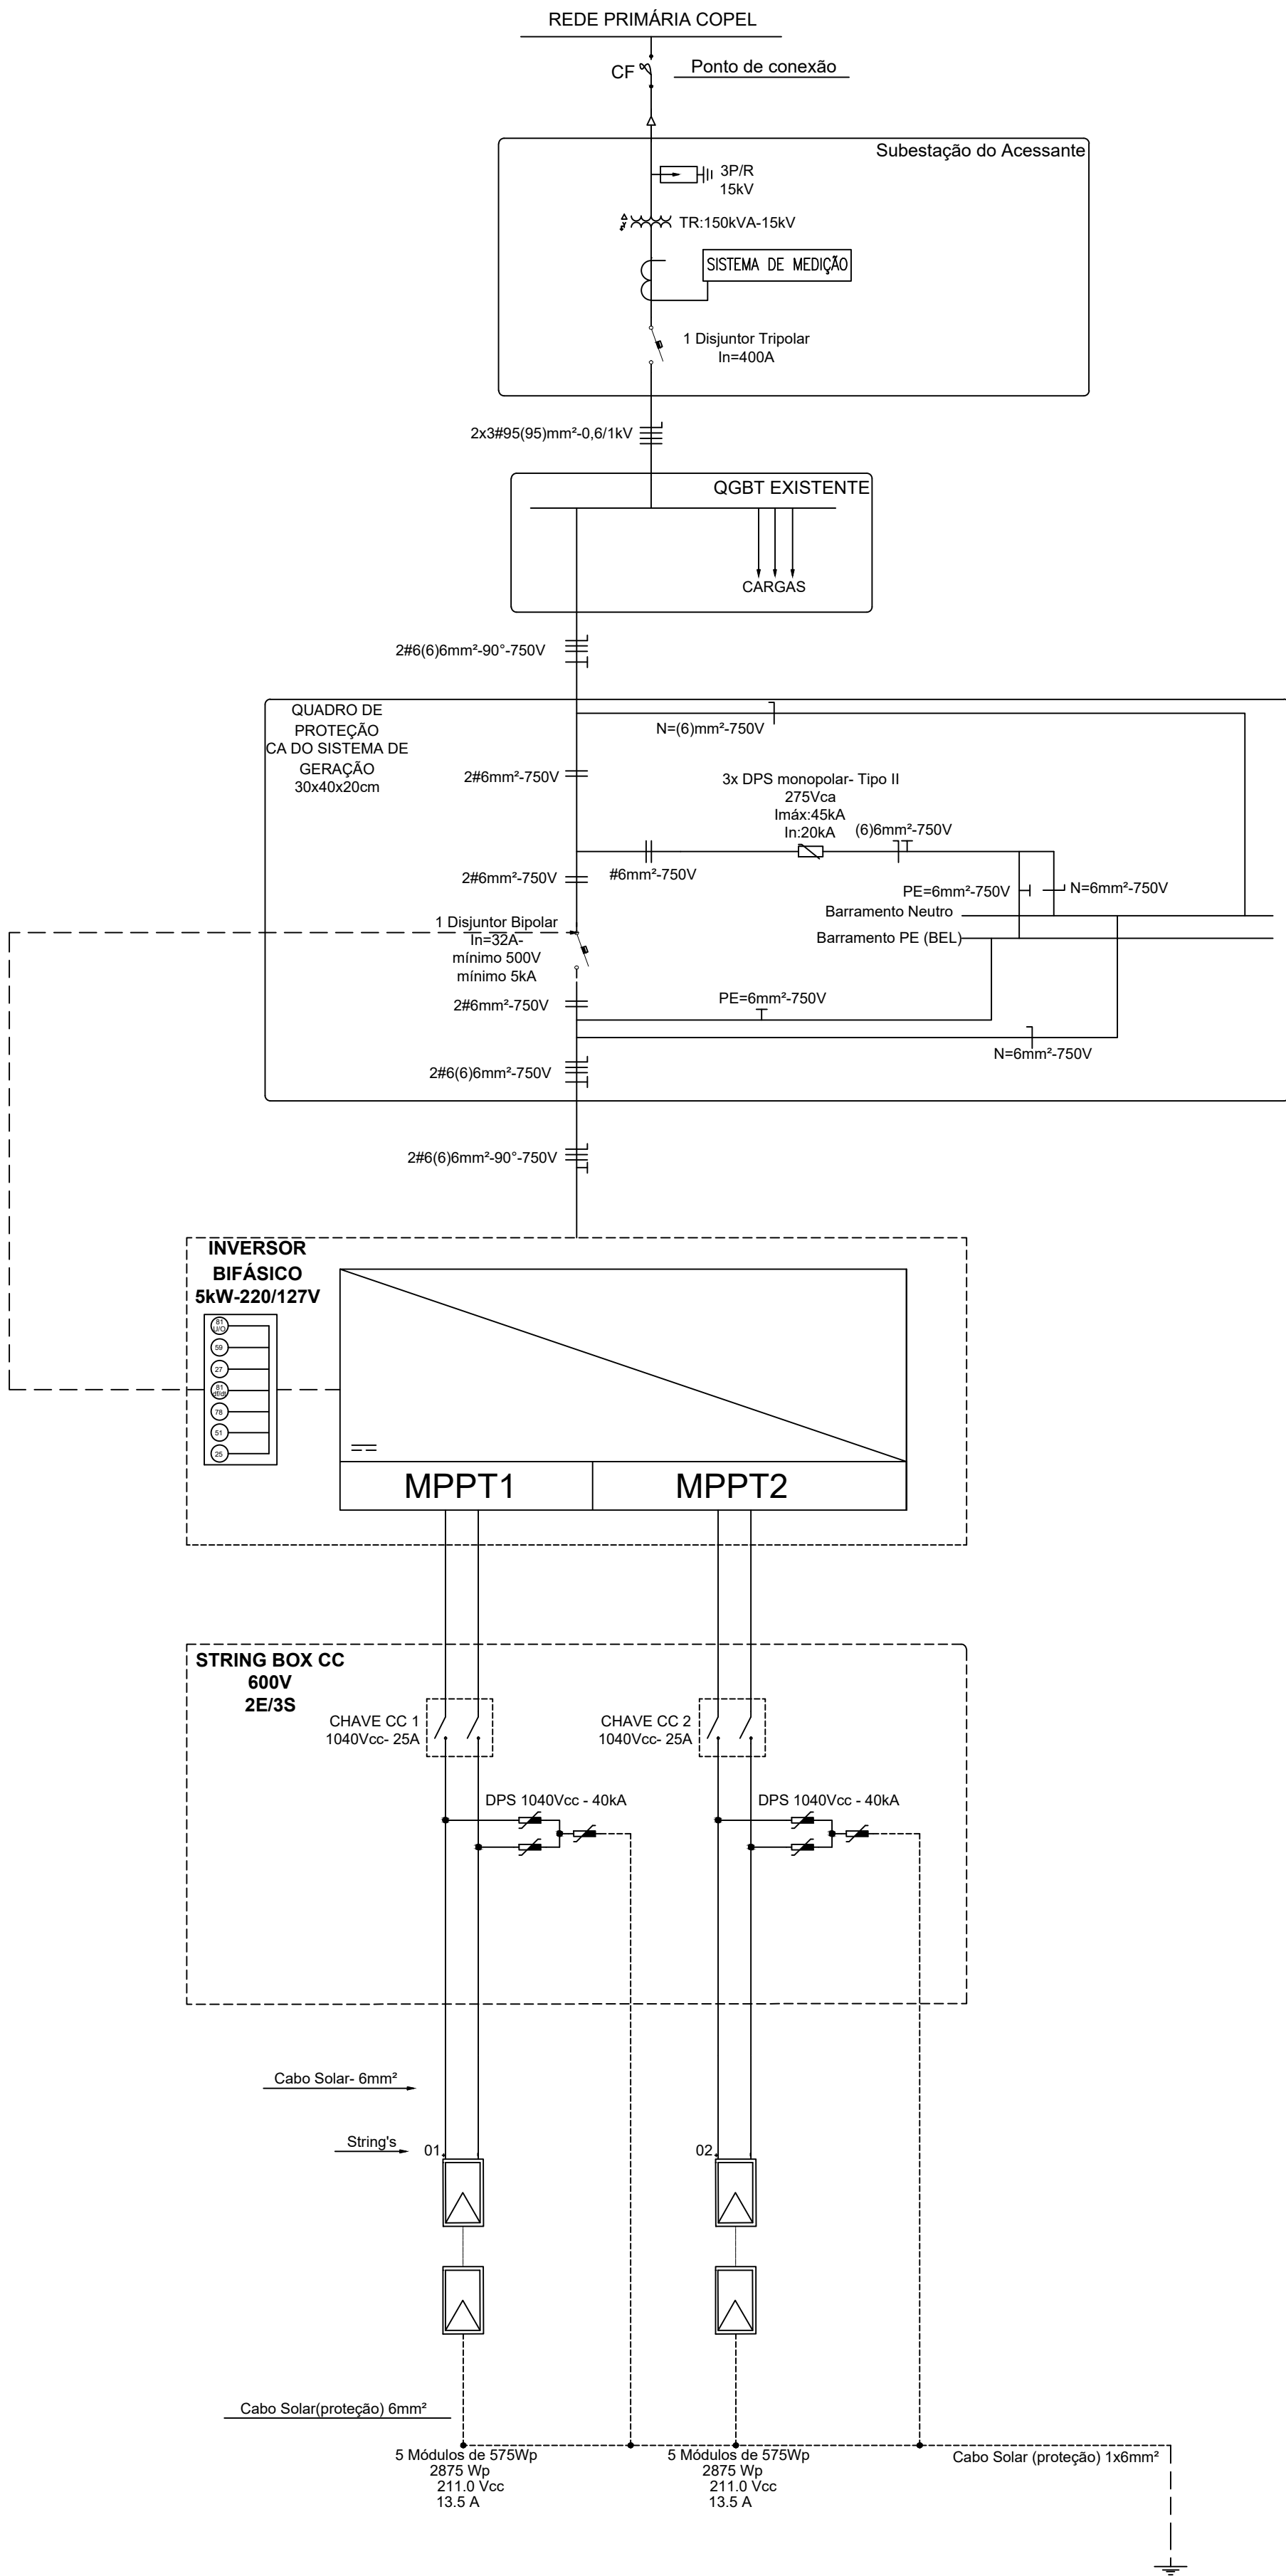 REDE PRIMÁRIA COPEL
CF
Ponto de conexão
Subestação do Acessante
3P/R
15kV
TR:150kVA-15kV
SISTEMA DE MEDIÇÃO
1 Disjuntor Tripolar
In=400A
2x3#95(95)mm²-0,6/1kV
QGBT EXISTENTE
CARGAS
2#6(6)6mm²-90°-750V
QUADRO DE
PROTEÇÃO
CA DO SISTEMA DE
GERAÇÃO
30x40x20cm
N=(6)mm²-750V
2#6mm²-750V
3x DPS monopolar- Tipo II
275Vca
Imáx:45kA
In:20kA
(6)6mm²-750V
#6mm²-750V
2#6mm²-750V
PE=6mm²-750V
N=6mm²-750V
Barramento Neutro
Barramento PE (BEL)
1 Disjuntor Bipolar
In=32A-
mínimo 500V
mínimo 5kA
2#6mm²-750V
PE=6mm²-750V
N=6mm²-750V
2#6(6)6mm²-750V
2#6(6)6mm²-90°-750V
INVERSOR
BIFÁSICO
5kW-220/127V
81
U/O
59
27
81
df/dt
78
51
25
MPPT1
MPPT2
STRING BOX CC
600V
2E/3S
CHAVE CC 1
1040Vcc- 25A
CHAVE CC 2
1040Vcc- 25A
DPS 1040Vcc - 40kA
DPS 1040Vcc - 40kA
Cabo Solar- 6mm²
String's
01
02
Cabo Solar(proteção) 6mm²
5 Módulos de 575Wp
2875 Wp
211.0 Vcc
13.5 A
5 Módulos de 575Wp
2875 Wp
211.0 Vcc
13.5 A
Cabo Solar (proteção) 1x6mm²